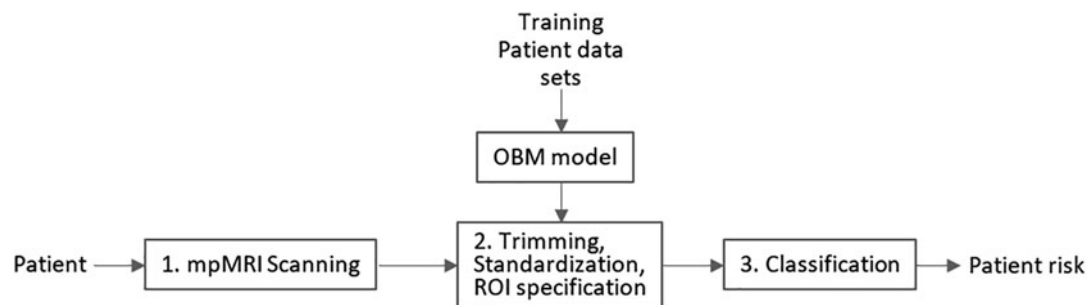 Training
Patient data
sets
OBM model
Patient
1. mpMRI Scanning
2. Trimming,
Standardization,
ROI specification
3. Classification
Patient risk